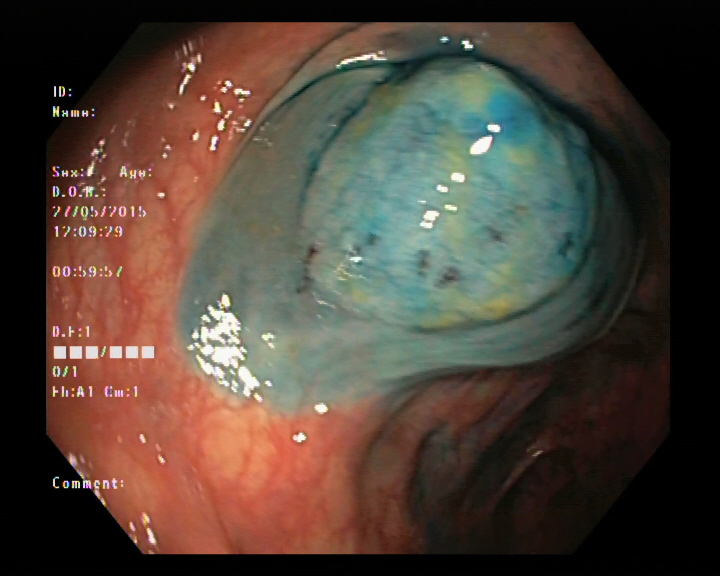 ID:
Name:
Sex: Age:
D.O.B.:
27/05/2015
12:09:29
00:59:57
D.F:1
■■■/■■■
0/1
Eh:A1 Cm:1
Comment: